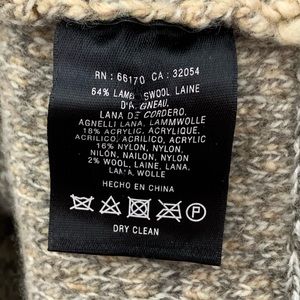 RN : 66170 CA : 32054
64% LAMBSWOOL LAINE
D'AGNEAU,
LANA DE CORDERO,
AGNELLI LANA, LAMMWOLLE
18% ACRYLIC, ACRYLIQUE,
ACRILICO, ACRILICO, ACRYLIC
16% NYLON, NYLON,
NILÓN, NAILON, NYLON
2% WOOL, LAINE, LANA,
LANA, WOLLE
HECHO EN CHINA
P
DRY CLEAN